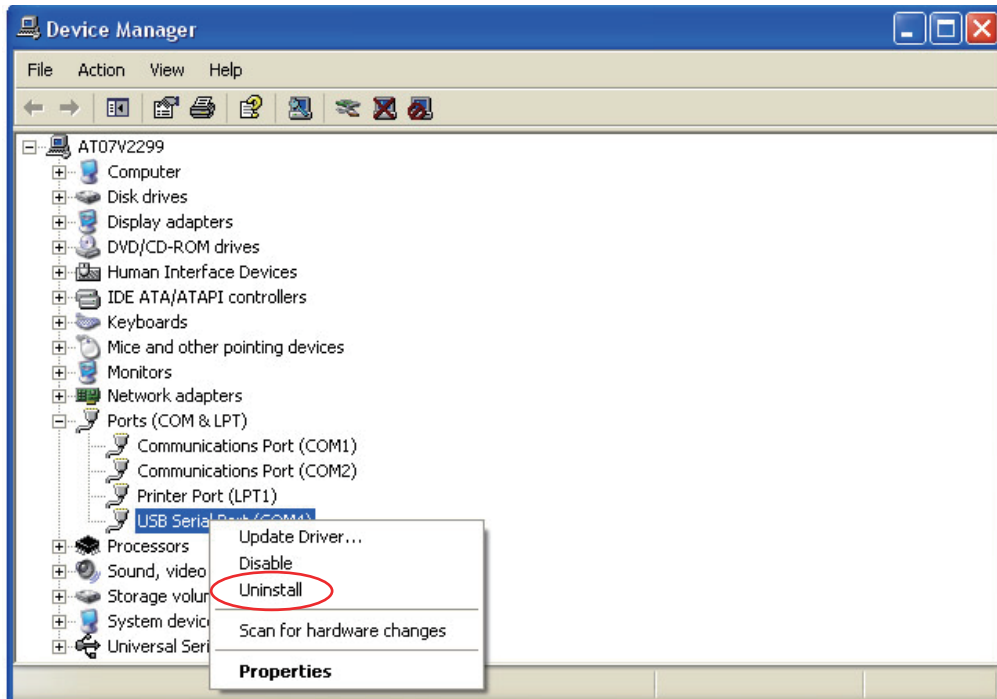 Device Manager
File Action View Help
AT07V2299
Computer
Disk drives
Display adapters
DVD/CD-ROM drives
Human Interface Devices
IDE ATA/ATAPI controllers
Keyboards
Mice and other pointing devices
Monitors
Network adapters
Ports (COM & LPT)
Communications Port (COM1)
Communications Port (COM2)
Printer Port (LPT1)
USB Serial Port (COM4)
Update Driver...
Processors
Disable
Sound, video
Uninstall
Storage
System
Scan for hardware changes
Universal
Properties